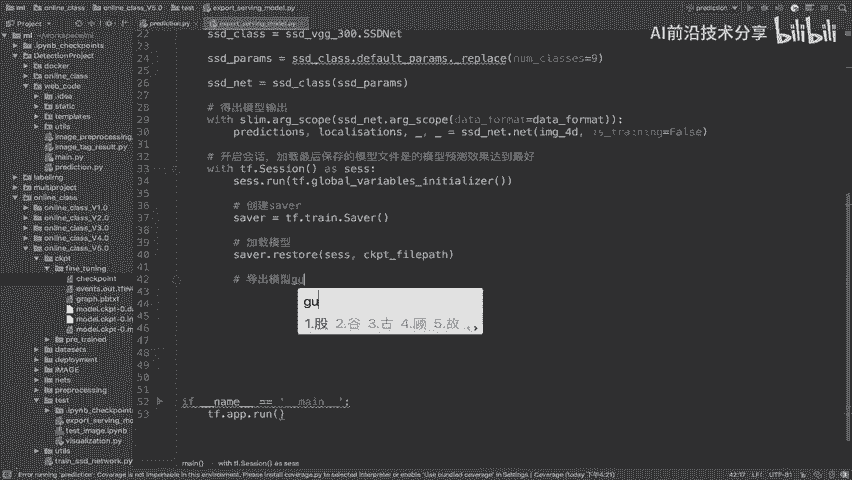 ml
online_class
online_class_V5.0
test
export_serving_model.py
prediction
Project
prediction.py
export_serving_model.py
AI前沿技术分享 bilibili
ml
.ipynb_checkpoints
DetectionProject
docker
online_class
web_code
.idea
static
templates
utils
image_preprocessing.
image_tag_result.py
main.py
prediction.py
labelImg
multiproject
online_class
online_class_V1.0
online_class_V2.0
online_class_V3.0
online_class_V4.0
online_class_V5.0
ckpt
fine_tuning
checkpoint
events.out.tfeve
graph.pbtxt
model.ckpt-0.d
model.ckpt-0.in
model.ckpt-0.m
pre_trained
datasets
deployment
IMAGE
nets
preprocessing
test
.ipynb_checkpoint
export_serving_mo
test_image.ipynb
visualization.py
utils
train_ssd_network.py
22 ssd_class = ssd_vgg_300.SSDNet
23
24 ssd_params = ssd_class.default_params._replace(num_classes=9)
25
26 ssd_net = ssd_class(ssd_params)
27
28 # 得出模型输出
29 with slim.arg_scope(ssd_net.arg_scope(data_format=data_format)):
30 predictions, localisations, _, _ = ssd_net.net(img_4d, is_training=False)
31
32 # 开启会话，加载最后保存的模型文件是的模型预测效果达到最好
33 with tf.Session() as sess:
34 sess.run(tf.global_variables_initializer())
35
36 # 创建saver
37 saver = tf.train.Saver()
38
39 # 加载模型
40 saver.restore(sess, ckpt_filepath)
41
42 # 导出模型gu
43
44
45
46
47
48
49
50
52 if __name__ == '__main__':
53 tf.app.run()
gu
1.股 2.谷 3.古 4.顾 5.故
main()
with tf.Session() as sess
Error running 'prediction': Coverage is not importable in this environment. Please install coverage.py to selected interpreter or enable 'Use bundled coverage' in Settings | Coverage (today 下午4:21)
42:17
LF
UTF-8